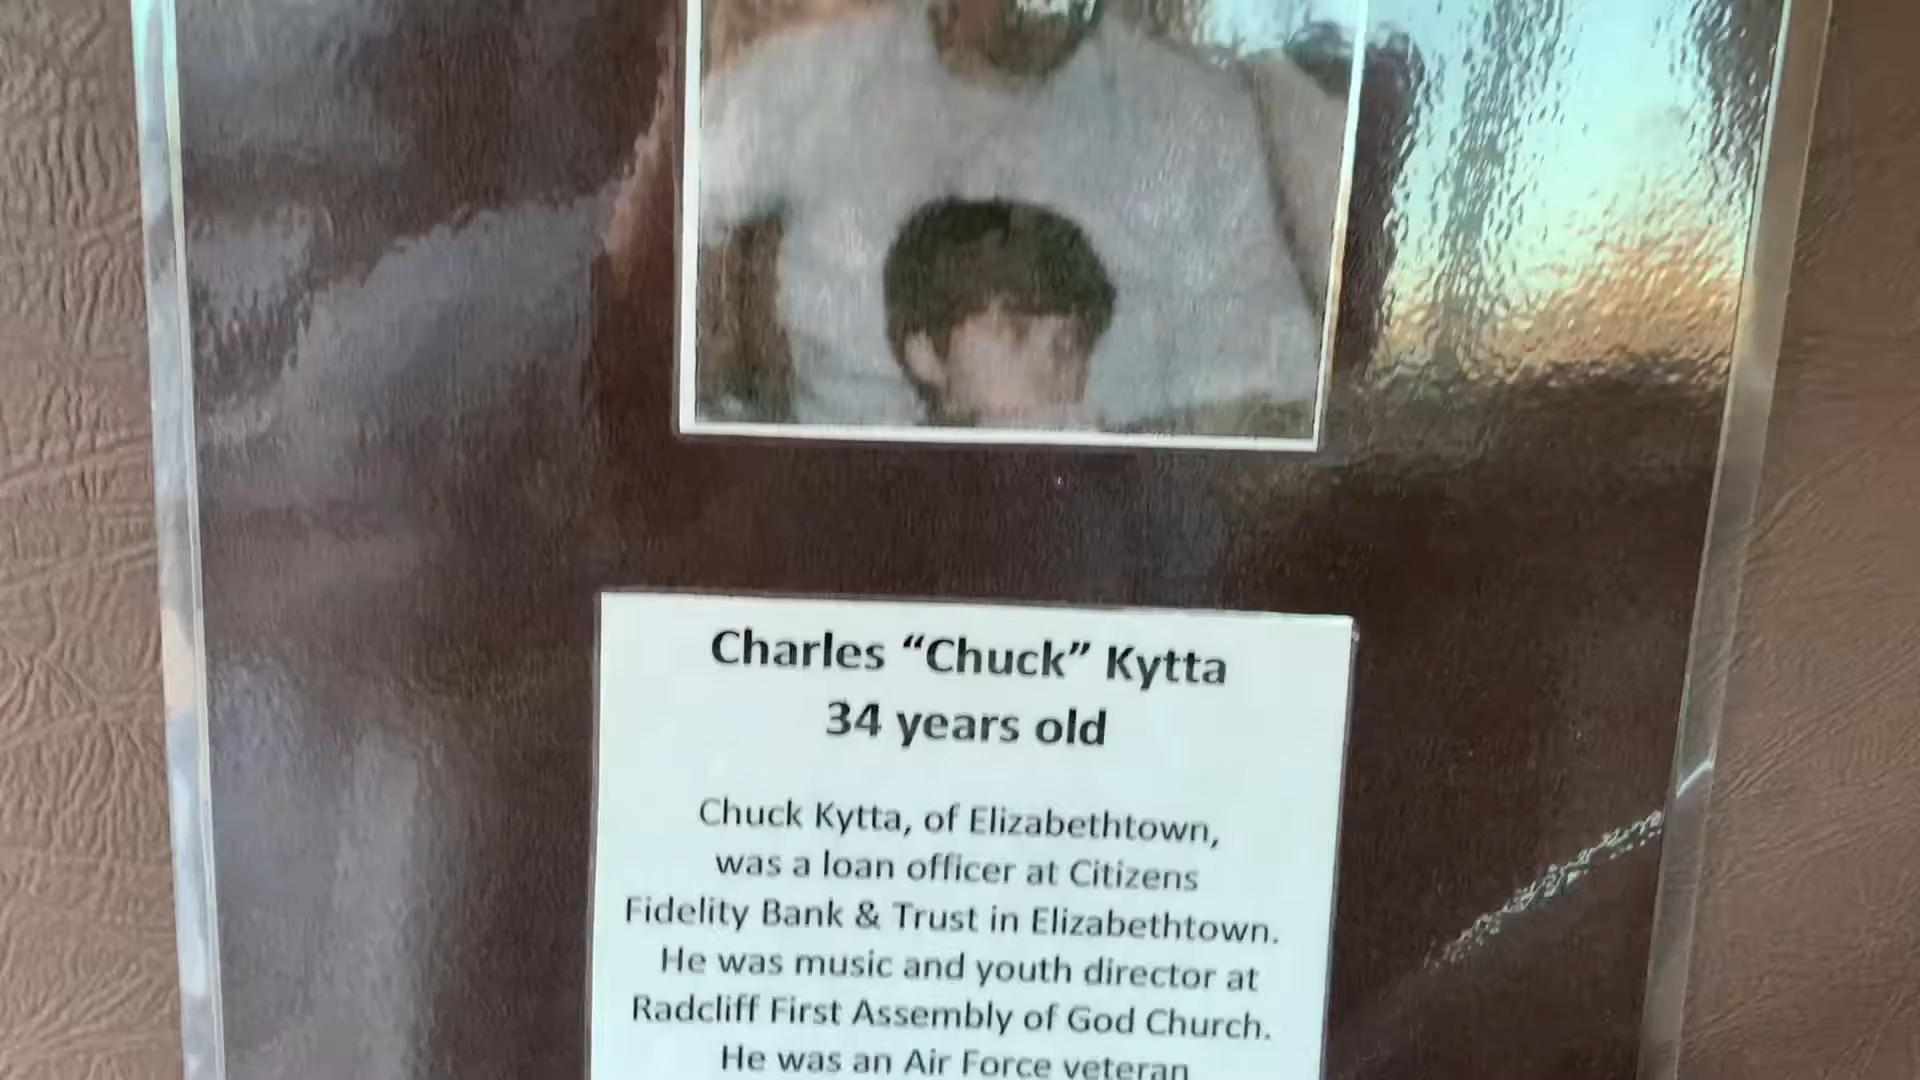 Charles “Chuck” Kytta
34 years old
Chuck Kytta, of Elizabethtown,
was a loan officer at Citizens
Fidelity Bank & Trust in Elizabethtown.
He was music and youth director at
Radcliff First Assembly of God Church.
He was an Air Force veteran